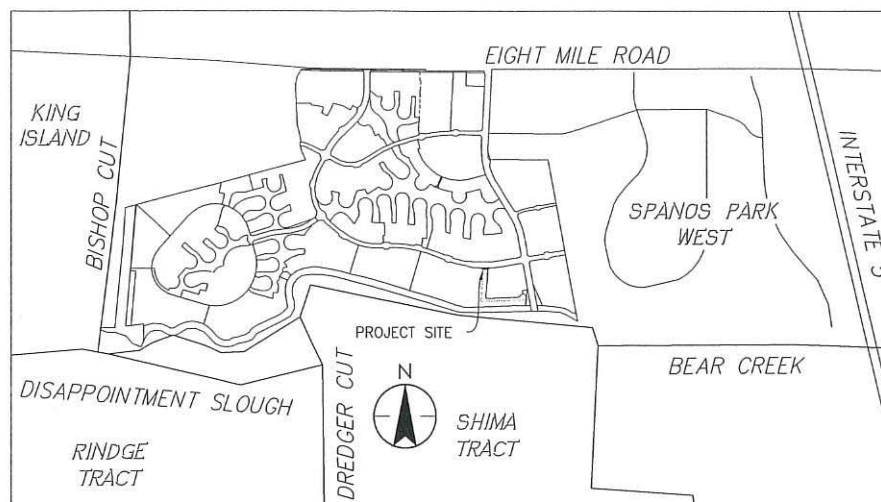 EIGHT MILE ROAD
KING
ISLAND
BISHOP CUT
INTERSTATE 5
SPANOS PARK
WEST
PROJECT SITE
BEAR CREEK
DISAPPOINTMENT SLOUGH
DREDGER CUT
N
SHIMA
TRACT
RINDGE
TRACT